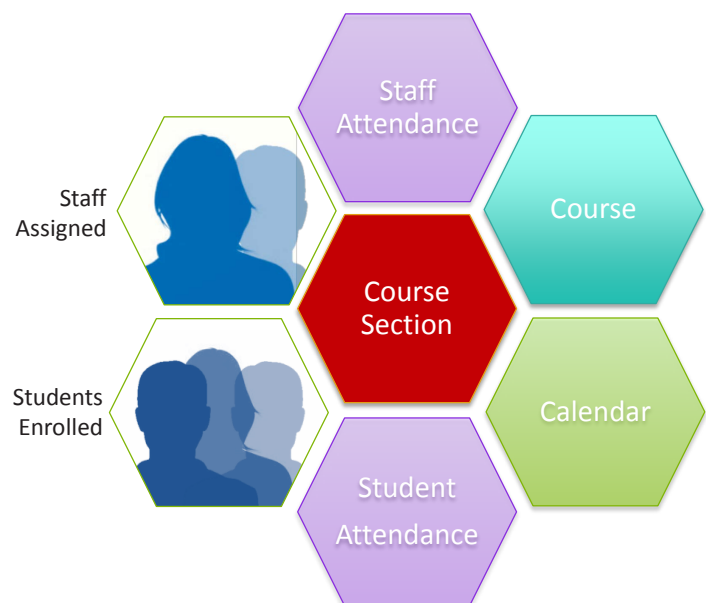 Staff
Attendance
Staff
Assigned
Course
Course
Section
Students
Enrolled
Calendar
Student
Attendance